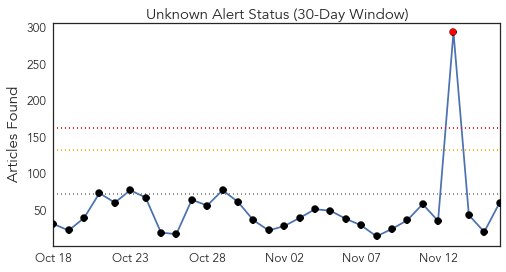 Unknown Alert Status (30-Day Window)
300
250
200
150
100
50
Articles Found
Oct 18 Oct 23 Oct 28 Nov 02 Nov 07 Nov 12